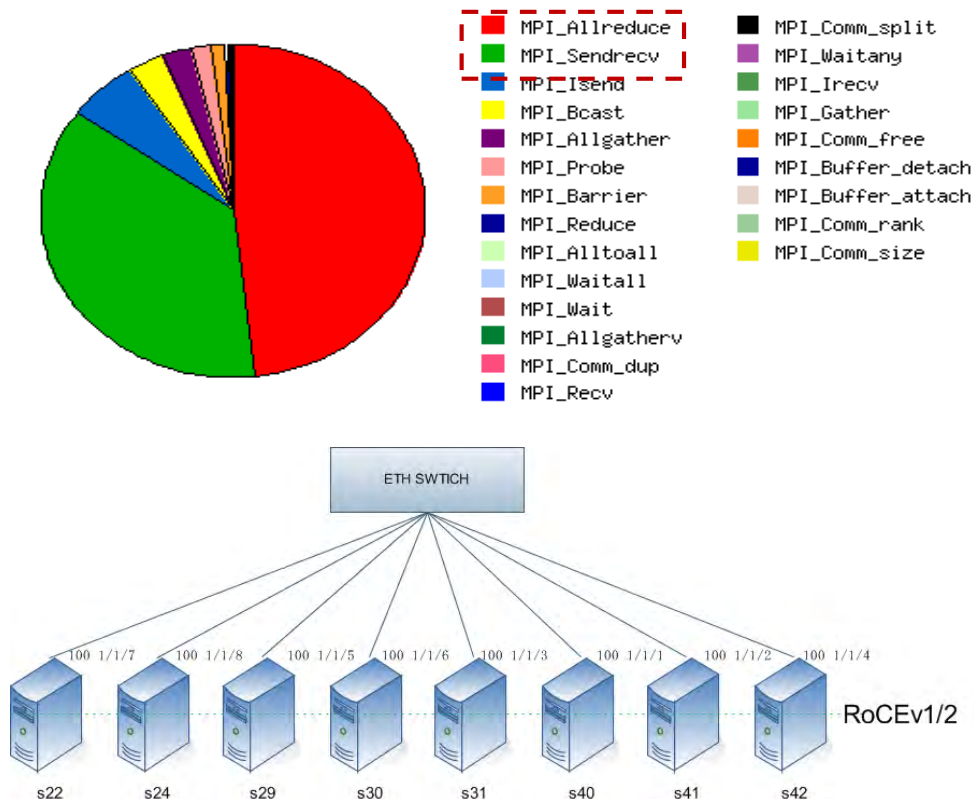 MPI_Allreduce
MPI_Sendrecv
MPI_Isend
MPI_Bcast
MPI_Allgather
MPI_Probe
MPI_Barrier
MPI_Reduce
MPI_Alltoall
MPI_Waitall
MPI_Wait
MPI_Allgatherv
MPI_Comm_dup
MPI_Recv
MPI_Comm_split
MPI_Waitany
MPI_Irecv
MPI_Gather
MPI_Comm_free
MPI_Buffer_detach
MPI_Buffer_attach
MPI_Comm_rank
MPI_Comm_size
ETH SWTICH
100 1/1/7 100 1/1/8 100 1/1/5 100 1/1/6 100 1/1/3 100 1/1/1 100 1/1/2 100 1/1/4
RoCEv1/2
s22 s24 s29 s30 s31 s40 s41 s42